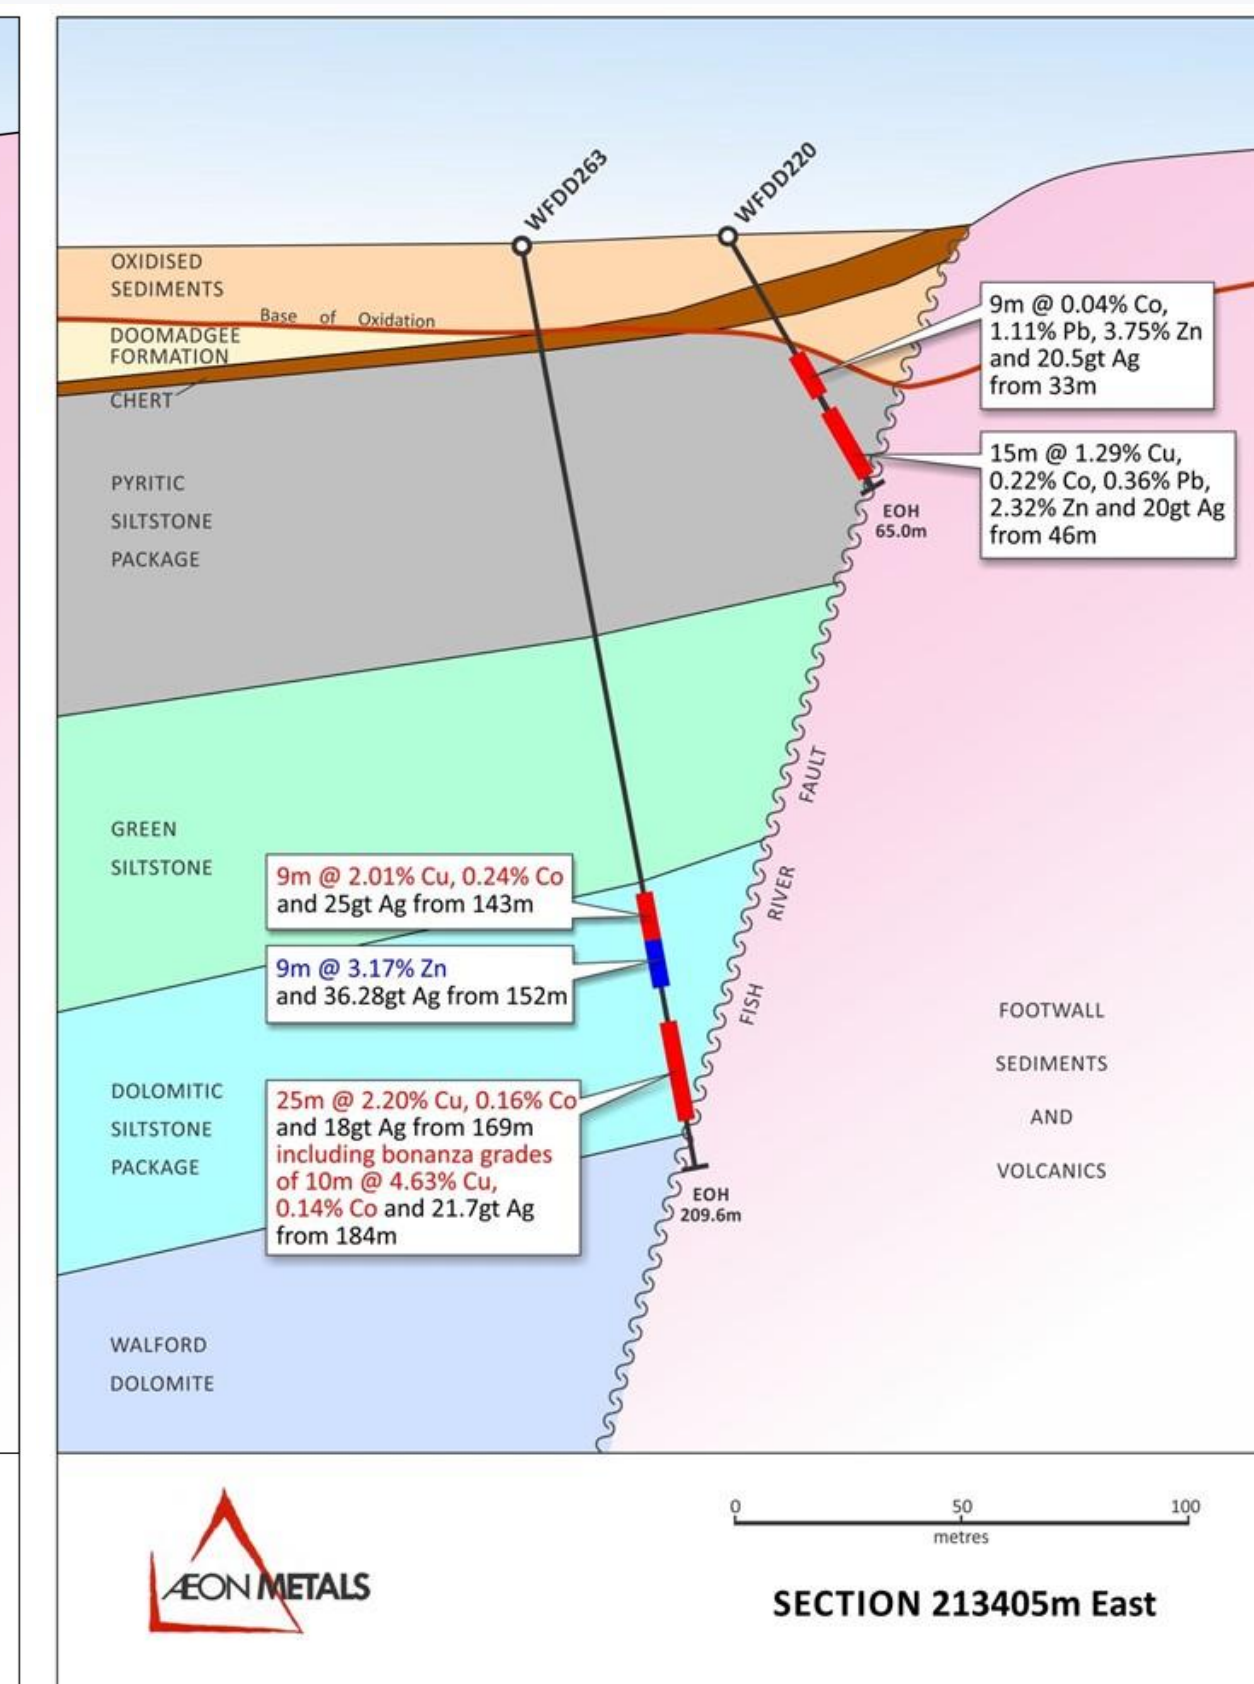 WFDD263
WFDD220
OXIDISED
SEDIMENTS
Base of Oxidation
DOOMADGEE
FORMATION
CHERT
PYRITIC
SILTSTONE
PACKAGE
9m @ 0.04% Co,
1.11% Pb, 3.75% Zn
and 20.5gt Ag
from 33m
15m @ 1.29% Cu,
0.22% Co, 0.36% Pb,
2.32% Zn and 20gt Ag
from 46m
EOH
65.0m
GREEN
SILTSTONE
9m @ 2.01% Cu, 0.24% Co
and 25gt Ag from 143m
9m @ 3.17% Zn
and 36.28gt Ag from 152m
FISH RIVER FAULT
DOLOMITIC
SILTSTONE
PACKAGE
25m @ 2.20% Cu, 0.16% Co
and 18gt Ag from 169m
including bonanza grades
of 10m @ 4.63% Cu,
0.14% Co and 21.7gt Ag
from 184m
EOH
209.6m
FOOTWALL
SEDIMENTS
AND
VOLCANICS
WALFORD
DOLOMITE
ÆON METALS
0 50 100
metres
SECTION 213405m East